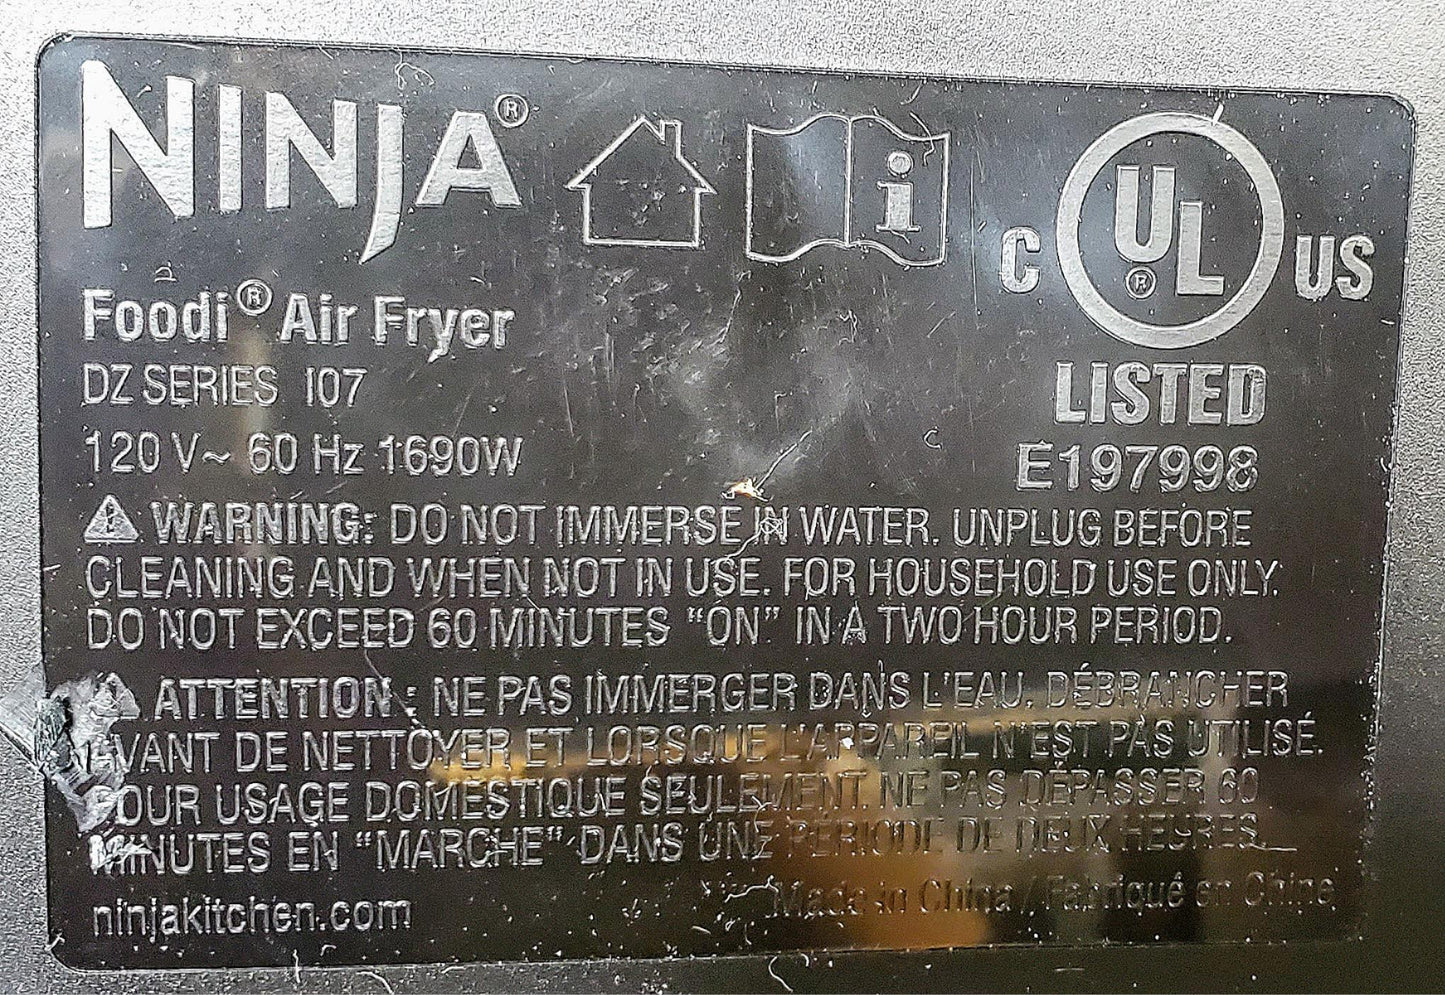 NINJA®
Foodi® Air Fryer
DZ SERIES 107
120 V~ 60 Hz 1690W
C UL® US
LISTED
E197998
WARNING: DO NOT IMMERSE IN WATER. UNPLUG BEFORE
CLEANING AND WHEN NOT IN USE. FOR HOUSEHOLD USE ONLY.
DO NOT EXCEED 60 MINUTES "ON" IN A TWO HOUR PERIOD.
ATTENTION : NE PAS IMMERGER DANS L'EAU. DÉBRANCHER
AVANT DE NETTOYER ET LORSQUE L'APPAREIL N'EST PAS UTILISÉ.
POUR USAGE DOMESTIQUE SEULEMENT. NE PAS DÉPASSER 60
MINUTES EN "MARCHE" DANS UNE PÉRIODE DE DEUX HEURES.
ninjakitchen.com
Made in China / Fabriqué en Chine